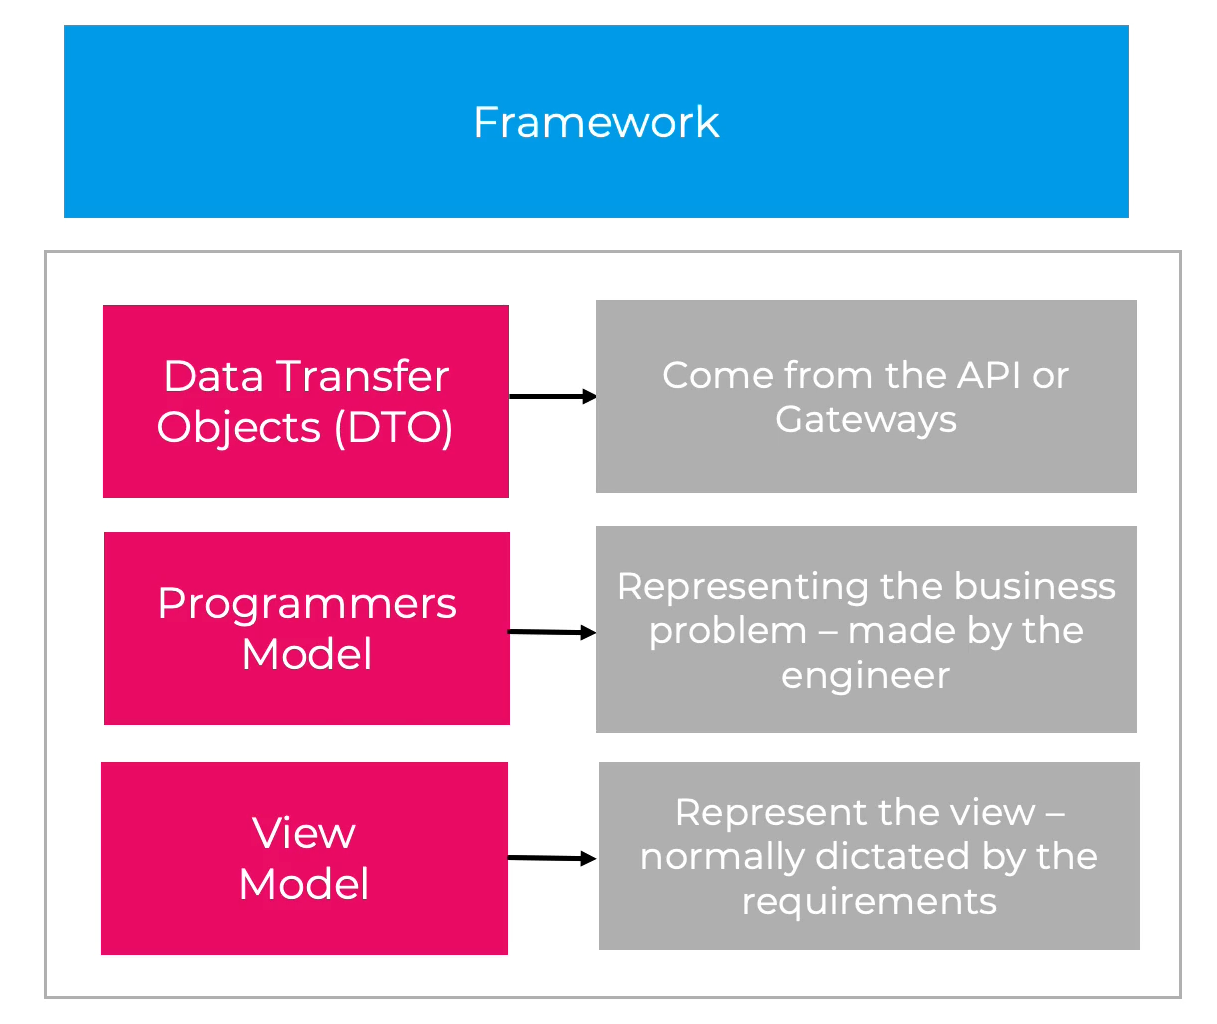 Framework
Data Transfer
Objects (DTO)
Come from the API or
Gateways
Programmers
Model
Representing the business
problem – made by the
engineer
View
Model
Represent the view –
normally dictated by the
requirements